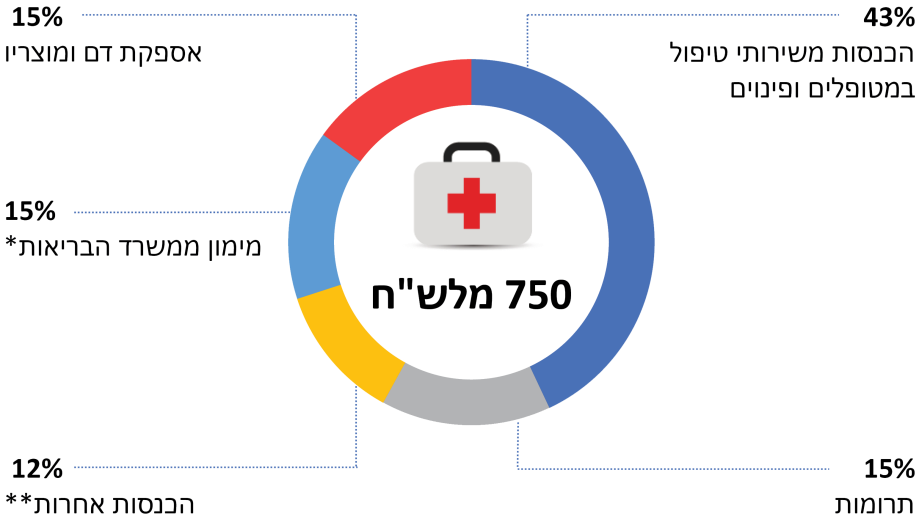 43%
הכנסות משירותי טיפול
במטופלים ופינוים
15%
אספקת דם ומוצריו
15%
מימון ממשרד הבריאות*
750 מלש"ח
12%
הכנסות אחרות**
15%
תרומות